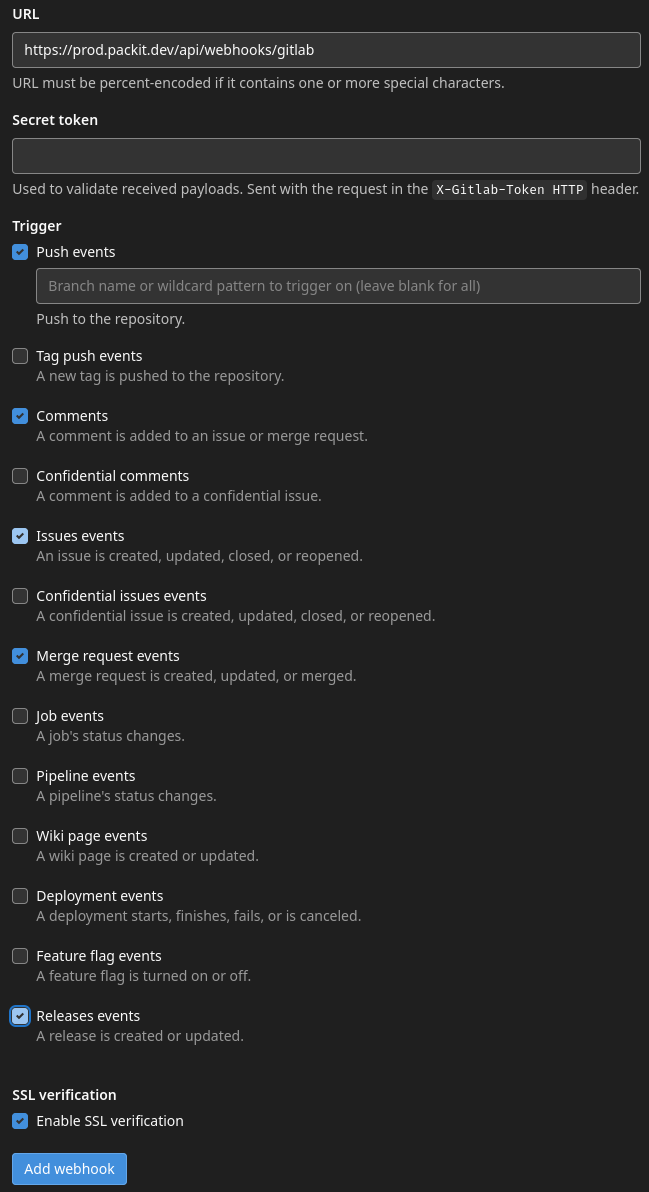 URL
https://prod.packit.dev/api/webhooks/gitlab
URL must be percent-encoded if it contains one or more special characters.
Secret token
Used to validate received payloads. Sent with the request in the X-Gitlab-Token HTTP header.
Trigger
Push events
Branch name or wildcard pattern to trigger on (leave blank for all)
Push to the repository.
Tag push events
A new tag is pushed to the repository.
Comments
A comment is added to an issue or merge request.
Confidential comments
A comment is added to a confidential issue.
Issues events
An issue is created, updated, closed, or reopened.
Confidential issues events
A confidential issue is created, updated, closed, or reopened.
Merge request events
A merge request is created, updated, or merged.
Job events
A job's status changes.
Pipeline events
A pipeline's status changes.
Wiki page events
A wiki page is created or updated.
Deployment events
A deployment starts, finishes, fails, or is canceled.
Feature flag events
A feature flag is turned on or off.
Releases events
A release is created or updated.
SSL verification
Enable SSL verification
Add webhook